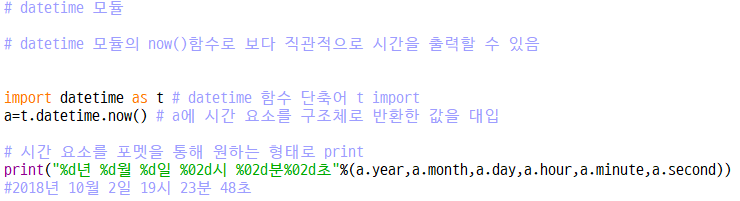 # datetime 모듈
# datetime 모듈의 now()함수로 보다 직관적으로 시간을 출력할 수 있음
import datetime as t # datetime 함수 단축어 t import
a=t.datetime.now() # a에 시간 요소를 구조체로 반환한 값을 대입
# 시간 요소를 포멧을 통해 원하는 형태로 print
print("%d년 %d월 %d일 %02d시 %02d분%02d초"%(a.year,a.month,a.day,a.hour,a.minute,a.second))
#2018년 10월 2일 19시 23분 48초